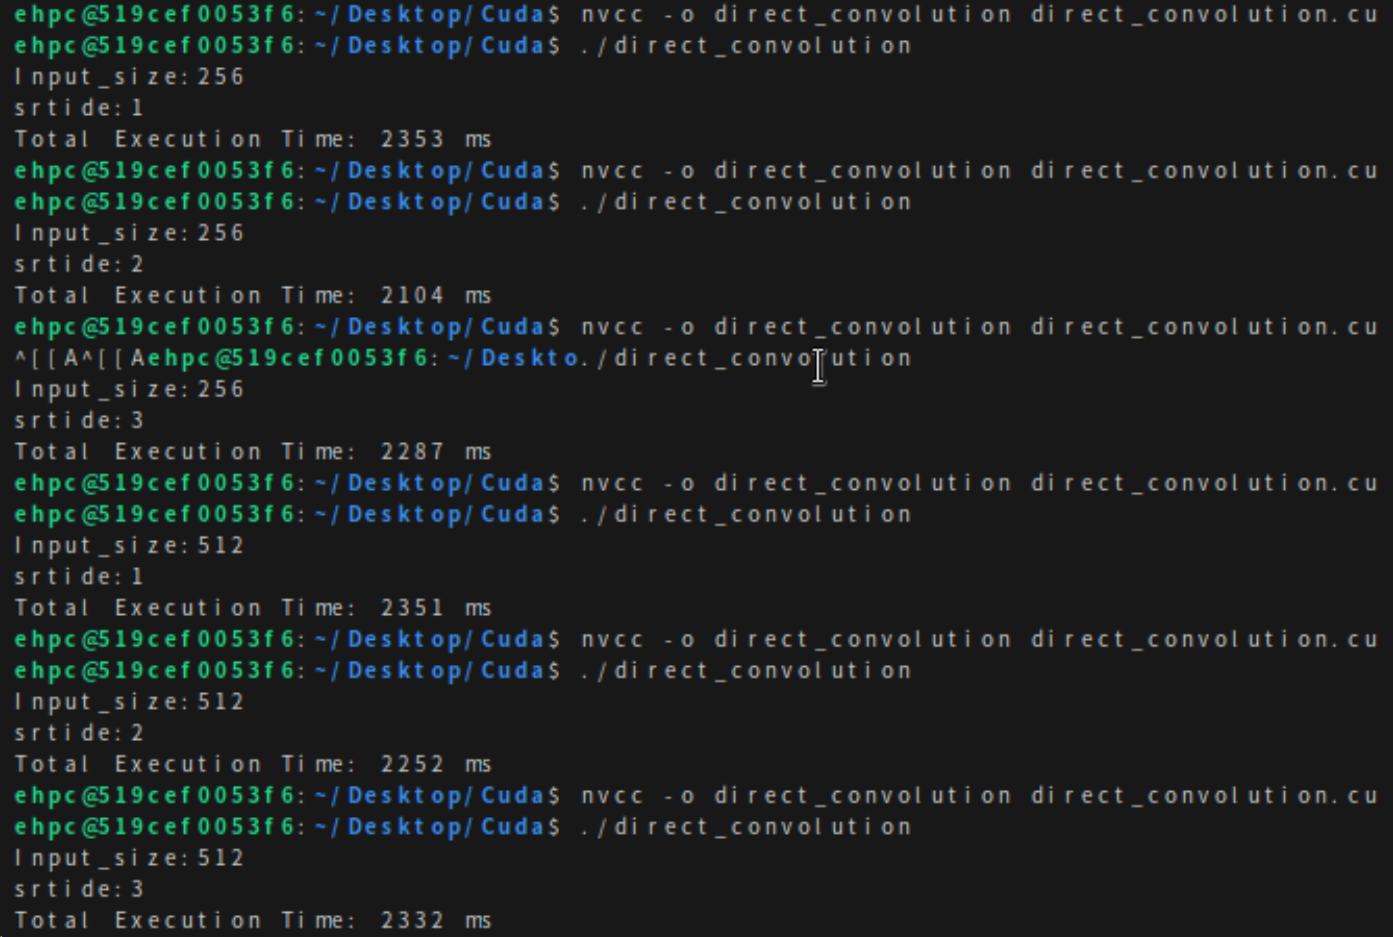 ehpc@519cef0053f6:~/Desktop/Cuda$ nvcc -o direct_convolution direct_convolution.cu
ehpc@519cef0053f6:~/Desktop/Cuda$ ./direct_convolution
Input_size:256
srtide:1
Total Execution Time: 2353 ms
ehpc@519cef0053f6:~/Desktop/Cuda$ nvcc -o direct_convolution direct_convolution.cu
ehpc@519cef0053f6:~/Desktop/Cuda$ ./direct_convolution
Input_size:256
srtide:2
Total Execution Time: 2104 ms
ehpc@519cef0053f6:~/Desktop/Cuda$ nvcc -o direct_convolution direct_convolution.cu
^[[A^[[Aehpc@519cef0053f6:~/Deskto./direct_convolution
Input_size:256
srtide:3
Total Execution Time: 2287 ms
ehpc@519cef0053f6:~/Desktop/Cuda$ nvcc -o direct_convolution direct_convolution.cu
ehpc@519cef0053f6:~/Desktop/Cuda$ ./direct_convolution
Input_size:512
srtide:1
Total Execution Time: 2351 ms
ehpc@519cef0053f6:~/Desktop/Cuda$ nvcc -o direct_convolution direct_convolution.cu
ehpc@519cef0053f6:~/Desktop/Cuda$ ./direct_convolution
Input_size:512
srtide:2
Total Execution Time: 2252 ms
ehpc@519cef0053f6:~/Desktop/Cuda$ nvcc -o direct_convolution direct_convolution.cu
ehpc@519cef0053f6:~/Desktop/Cuda$ ./direct_convolution
Input_size:512
srtide:3
Total Execution Time: 2332 ms